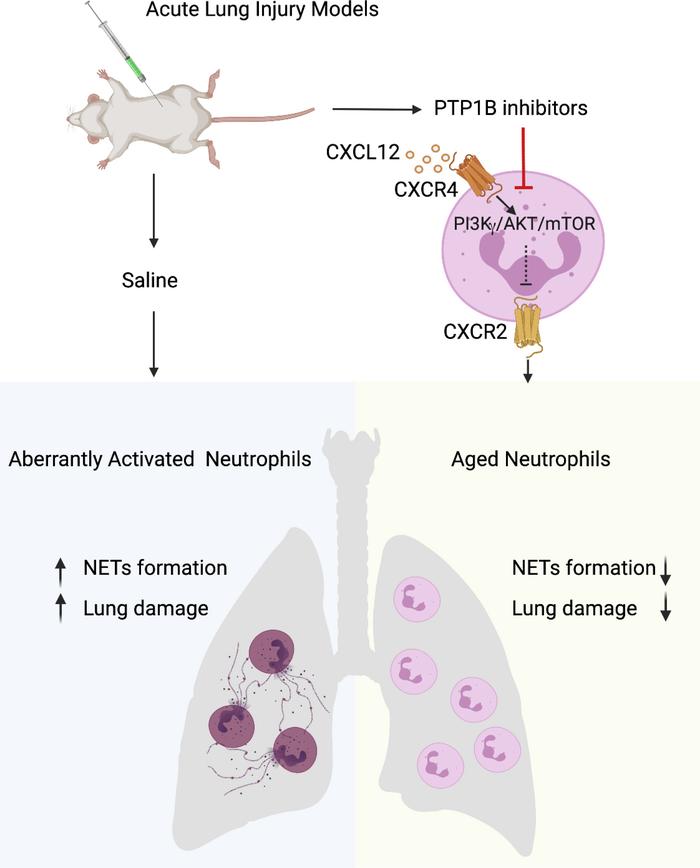 Acute Lung Injury Models
PTP1B inhibitors
CXCL12
CXCR4
PI3Kγ/AKT/mTOR
Saline
CXCR2
Aberrantly Activated Neutrophils
Aged Neutrophils
NETs formation
Lung damage
NETs formation
Lung damage